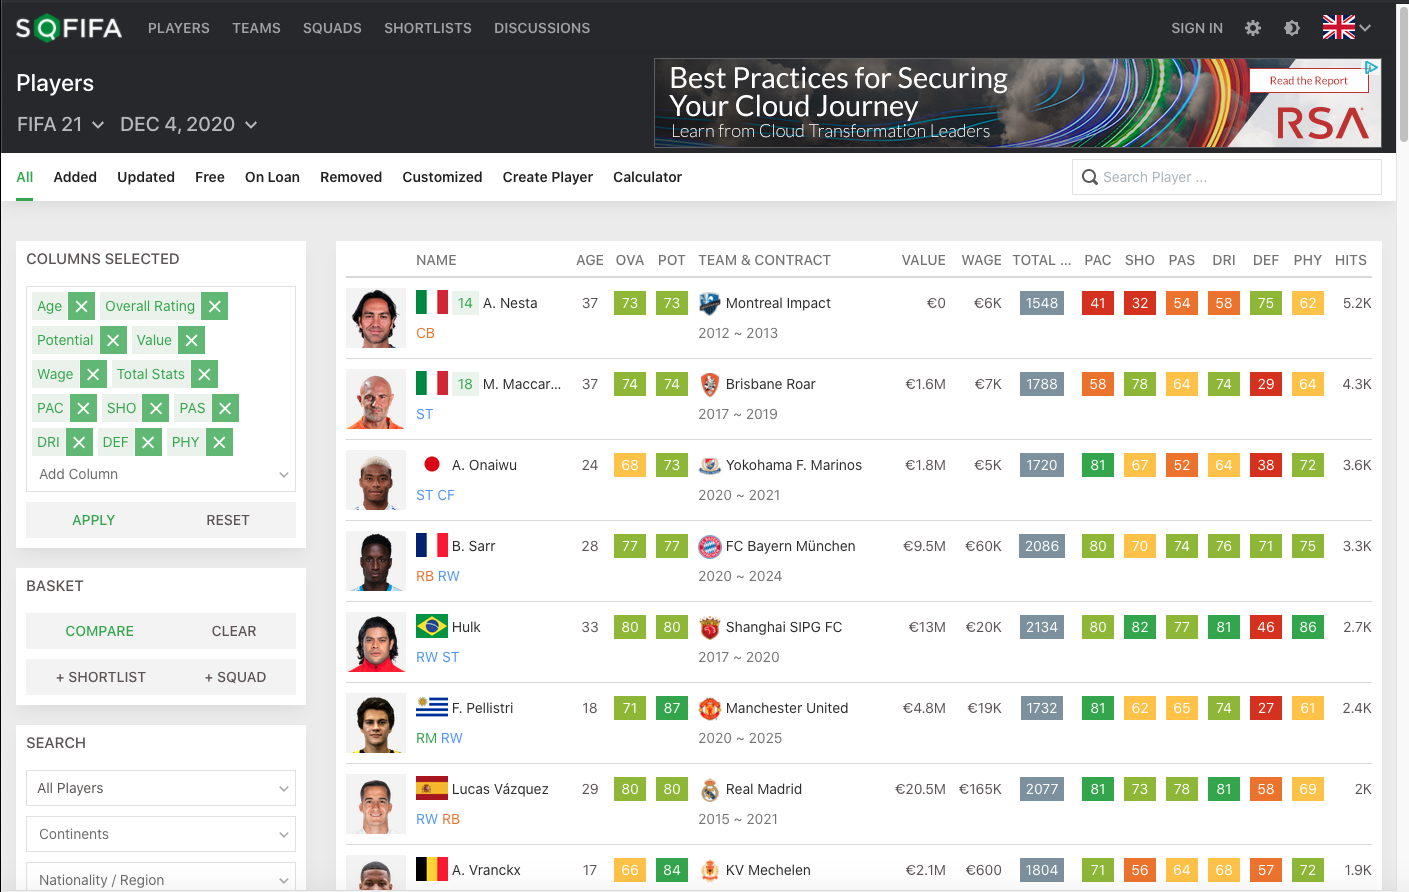 SOFIFA PLAYERS TEAMS SQUADS SHORTLISTS DISCUSSIONS SIGN IN
Players
FIFA 21 DEC 4, 2020
Best Practices for Securing
Your Cloud Journey
Learn from Cloud Transformation Leaders
Read the Report
RSA
All Added Updated Free On Loan Removed Customized Create Player Calculator
Search Player ...
COLUMNS SELECTED
Age Overall Rating
Potential Value
Wage Total Stats
PAC SHO PAS
DRI DEF PHY
Add Column
APPLY RESET
BASKET
COMPARE CLEAR
+ SHORTLIST + SQUAD
SEARCH
All Players
Continents
Nationality / Region
NAME AGE OVA POT TEAM & CONTRACT VALUE WAGE TOTAL ... PAC SHO PAS DRI DEF PHY HITS
14 A. Nesta 37 73 73 Montreal Impact €0 €6K 1548 41 32 54 58 75 62 5.2K
CB 2012 ~ 2013
18 M. Maccar... 37 74 74 Brisbane Roar €1.6M €7K 1788 58 78 64 74 29 64 4.3K
ST 2017 ~ 2019
A. Onaiwu 24 68 73 Yokohama F. Marinos €1.8M €5K 1720 81 67 52 64 38 72 3.6K
ST CF 2020 ~ 2021
B. Sarr 28 77 77 FC Bayern München €9.5M €60K 2086 80 70 74 76 71 75 3.3K
RB RW 2020 ~ 2024
Hulk 33 80 80 Shanghai SIPG FC €13M €20K 2134 80 82 77 81 46 86 2.7K
RW ST 2017 ~ 2020
F. Pellistri 18 71 87 Manchester United €4.8M €19K 1732 81 62 65 74 27 61 2.4K
RM RW 2020 ~ 2025
Lucas Vázquez 29 80 80 Real Madrid €20.5M €165K 2077 81 73 78 81 58 69 2K
RW RB 2015 ~ 2021
A. Vranckx 17 66 84 KV Mechelen €2.1M €600 1804 71 56 64 68 57 72 1.9K